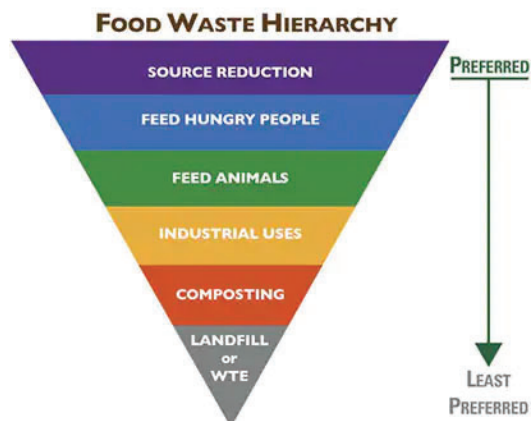 FOOD WASTE HIERARCHY
SOURCE REDUCTION
PREFERRED
FEED HUNGRY PEOPLE
FEED ANIMALS
INDUSTRIAL USES
COMPOSTING
LANDFILL
or
WTE
LEAST
PREFERRED